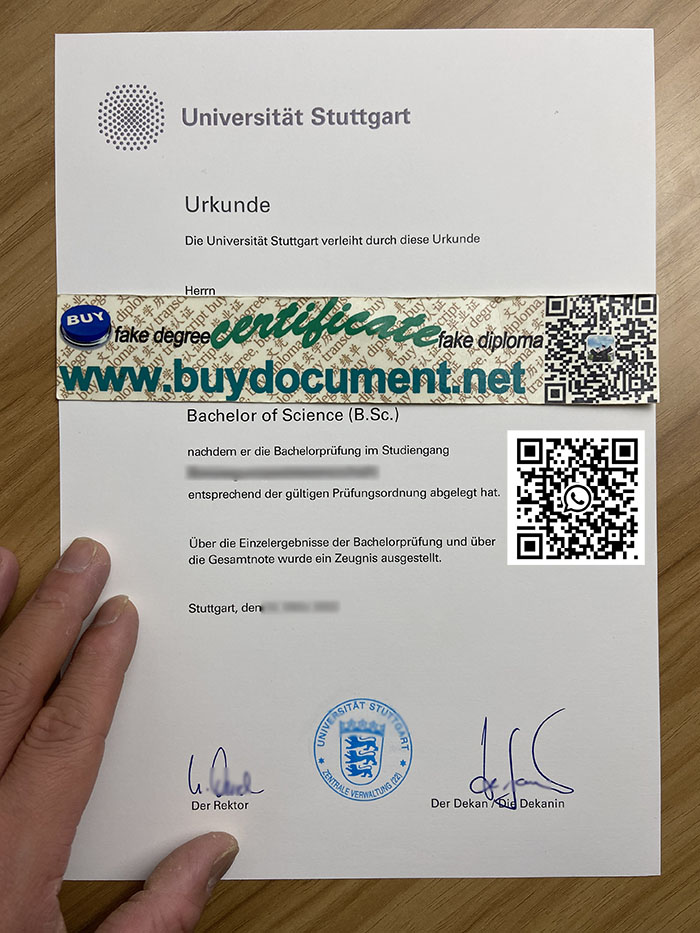 Universität Stuttgart
Urkunde
Die Universität Stuttgart verleiht durch diese Urkunde
Herrn
BUY
fake degree certificate fake diploma
www.buydocument.net
Bachelor of Science (B.Sc.)
nachdem er die Bachelorprüfung im Studiengang
entsprechend der gültigen Prüfungsordnung abgelegt hat.
Über die Einzelergebnisse der Bachelorprüfung und über
die Gesamtnote wurde ein Zeugnis ausgestellt.
Stuttgart, den
UNIVERSITÄT STUTTGART
ZENTRALE VERWALTUNG (22)
Der Rektor
Der Dekan / Die Dekanin